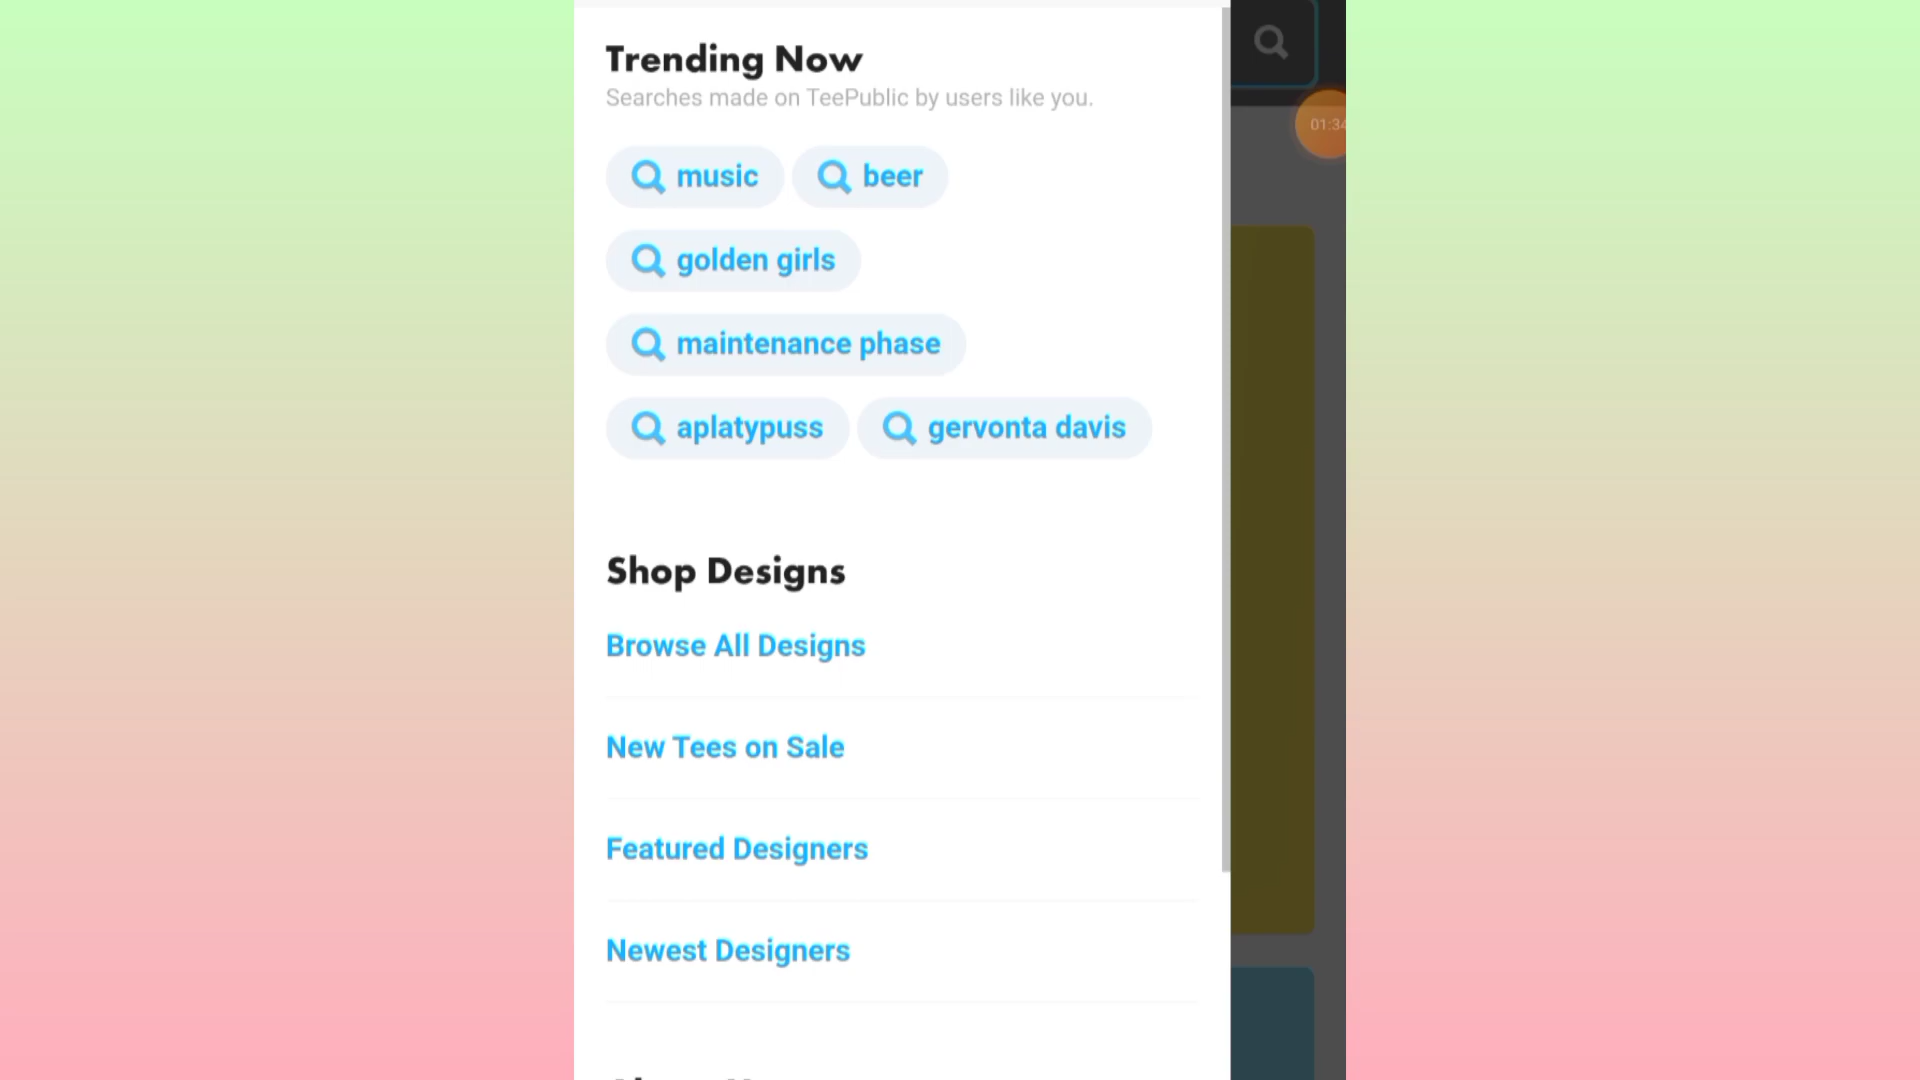 Trending Now
Searches made on TeePublic by users like you.
music beer
golden girls
maintenance phase
aplatypuss gervonta davis
Shop Designs
Browse All Designs
New Tees on Sale
Featured Designers
Newest Designers
01:34